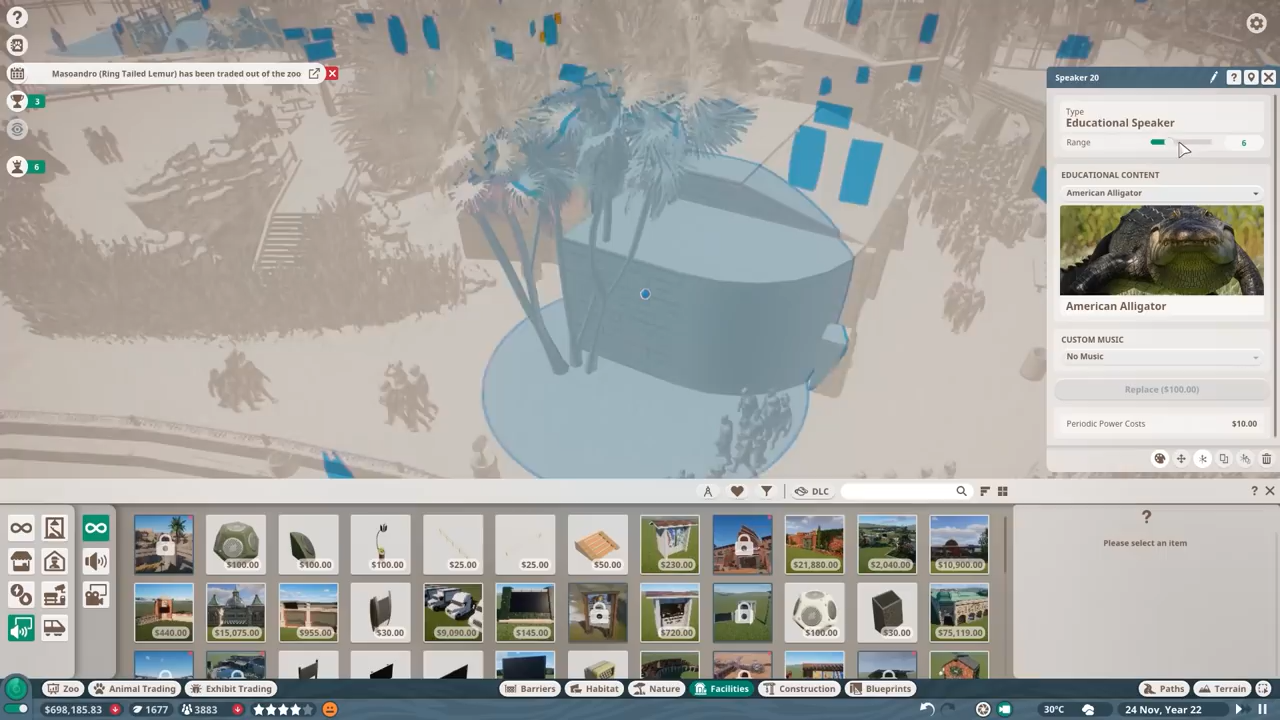 ?
Masoandro (Ring Tailed Lemur) has been traded out of the zoo
3
6
Speaker 20
?
Type
Educational Speaker
Range
6
EDUCATIONAL CONTENT
American Alligator
American Alligator
CUSTOM MUSIC
No Music
Replace ($100.00)
Periodic Power Costs
$10.00
DLC
?
$100.00
$100.00
$100.00
$25.00
$25.00
$50.00
$230.00
$21,880.00
$2,040.00
$10,900.00
?
Please select an item
$440.00
$15,075.00
$955.00
$30.00
$9,090.00
$145.00
$720.00
$100.00
$30.00
$75,119.00
Zoo
Animal Trading
Exhibit Trading
Barriers
Habitat
Nature
Facilities
Construction
Blueprints
Paths
Terrain
$698,185.83
1677
3883
30°C
24 Nov, Year 22